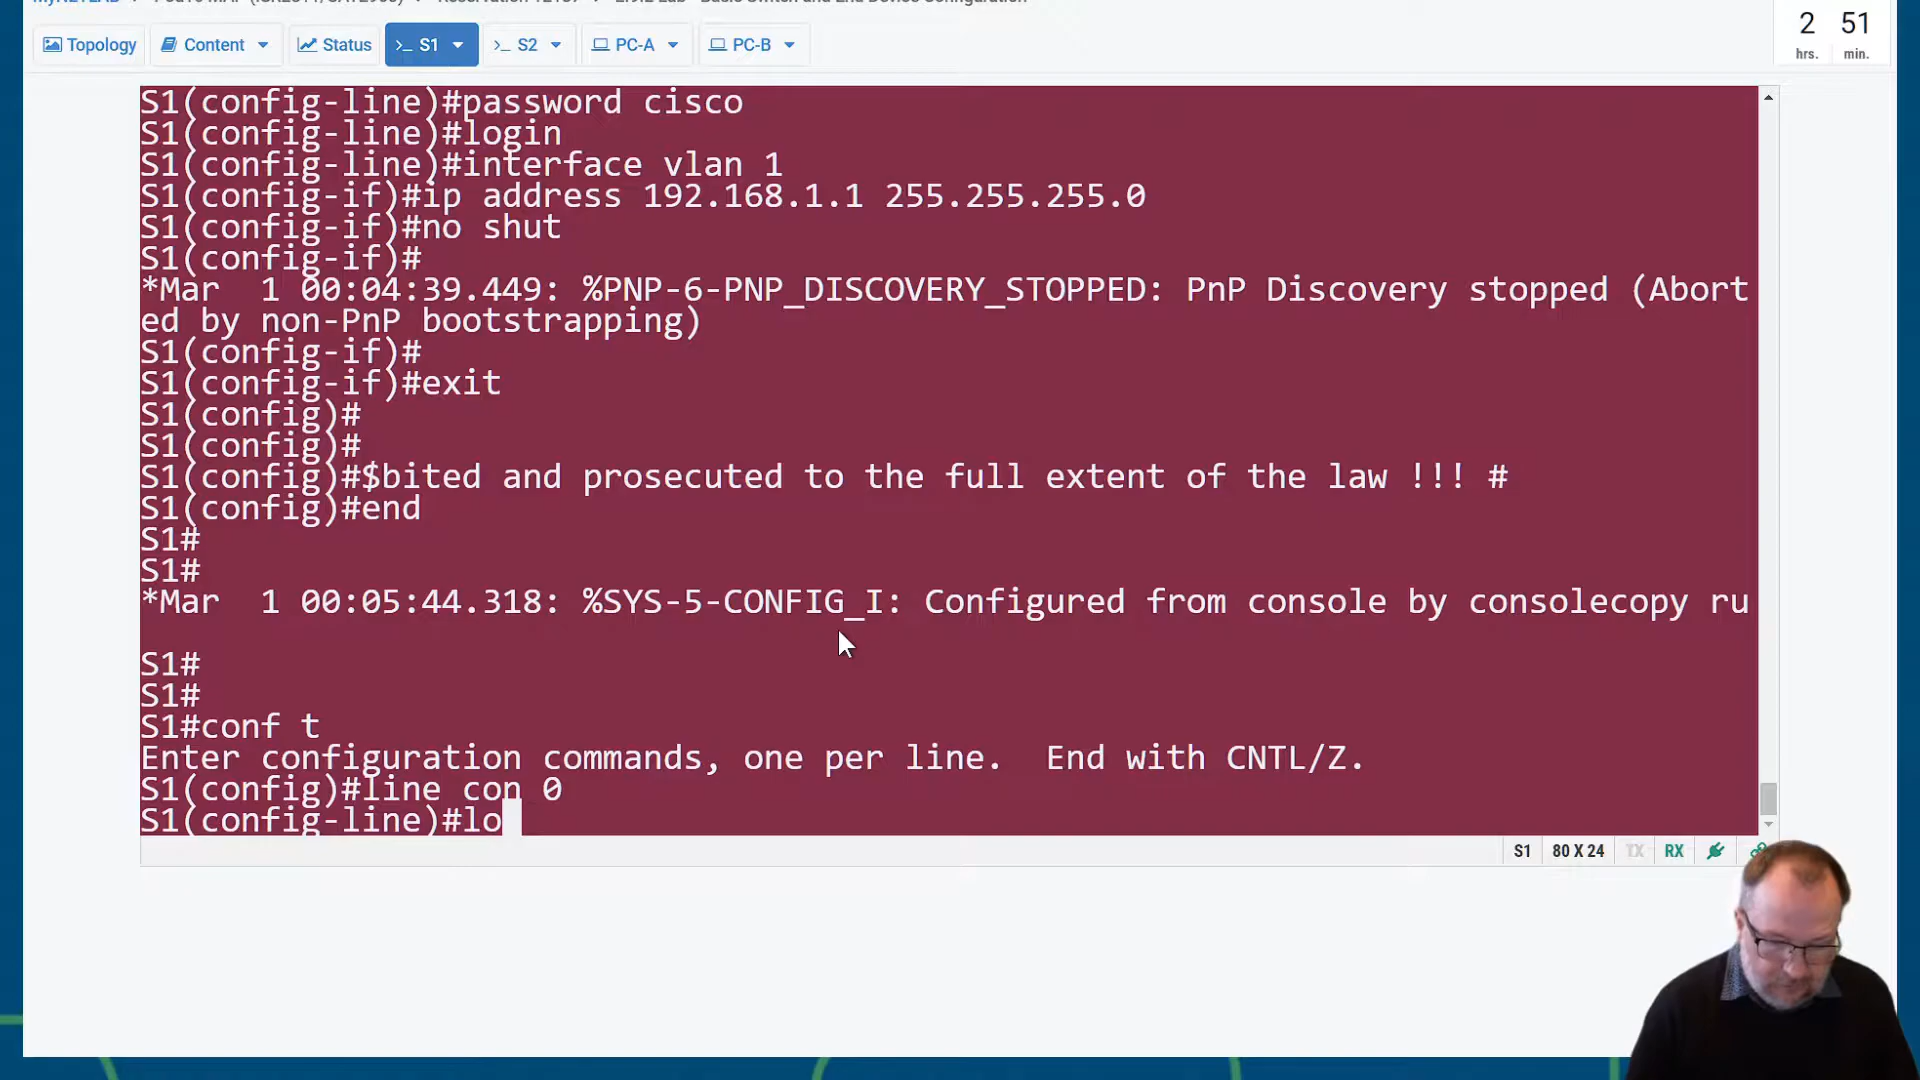 Topology
Content
Status
>_ S1
>_ S2
PC-A
PC-B
2 51
hrs. min.
S1(config-line)#password cisco
S1(config-line)#login
S1(config-line)#interface vlan 1
S1(config-if)#ip address 192.168.1.1 255.255.255.0
S1(config-if)#no shut
S1(config-if)#
*Mar  1 00:04:39.449: %PNP-6-PNP_DISCOVERY_STOPPED: PnP Discovery stopped (Abort
ed by non-PnP bootstrapping)
S1(config-if)#
S1(config-if)#exit
S1(config)#
S1(config)#
S1(config)#$bited and prosecuted to the full extent of the law !!! #
S1(config)#end
S1#
S1#
*Mar  1 00:05:44.318: %SYS-5-CONFIG_I: Configured from console by consolecopy ru
S1#
S1#
S1#conf t
Enter configuration commands, one per line.  End with CNTL/Z.
S1(config)#line con 0
S1(config-line)#lo
S1 80 X 24 TX RX